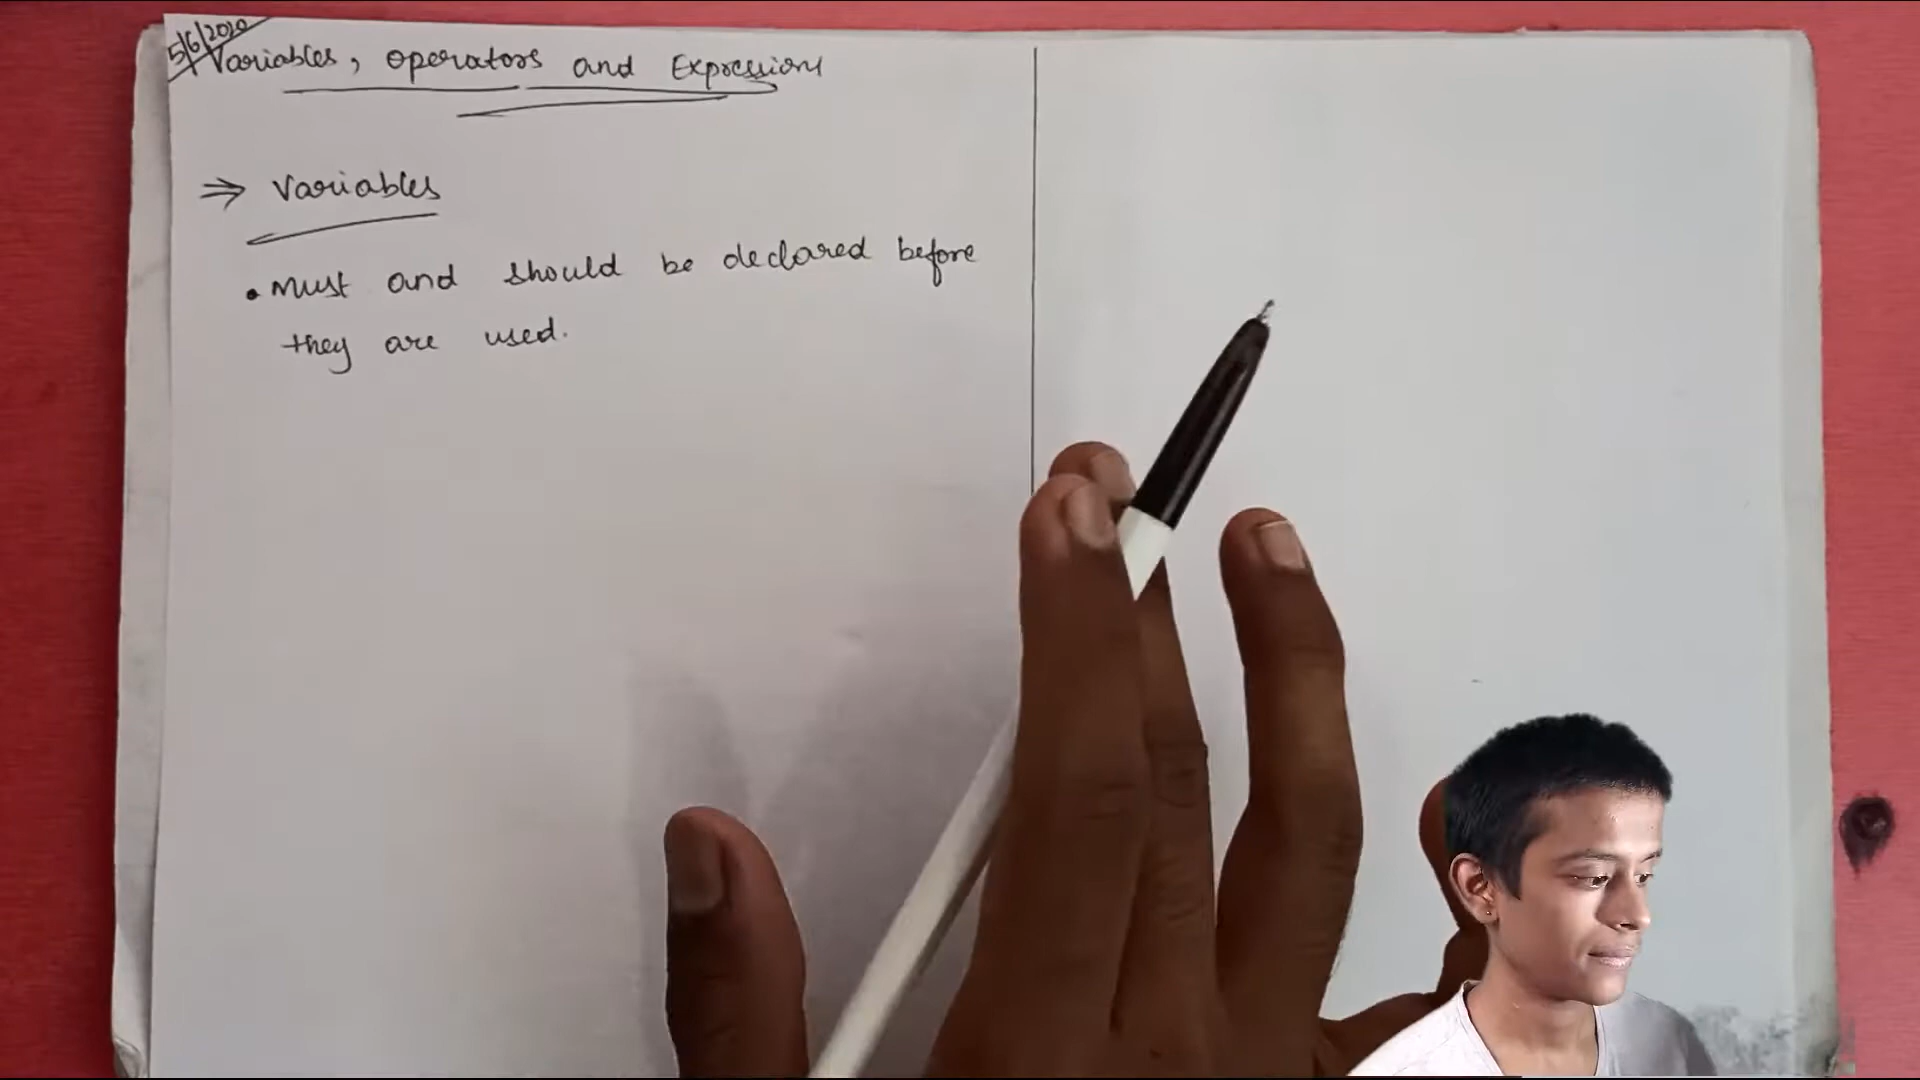 5/6/2020
Variables, operators and Expressions
⇒ Variables
• Must and should be declared before
they are used.